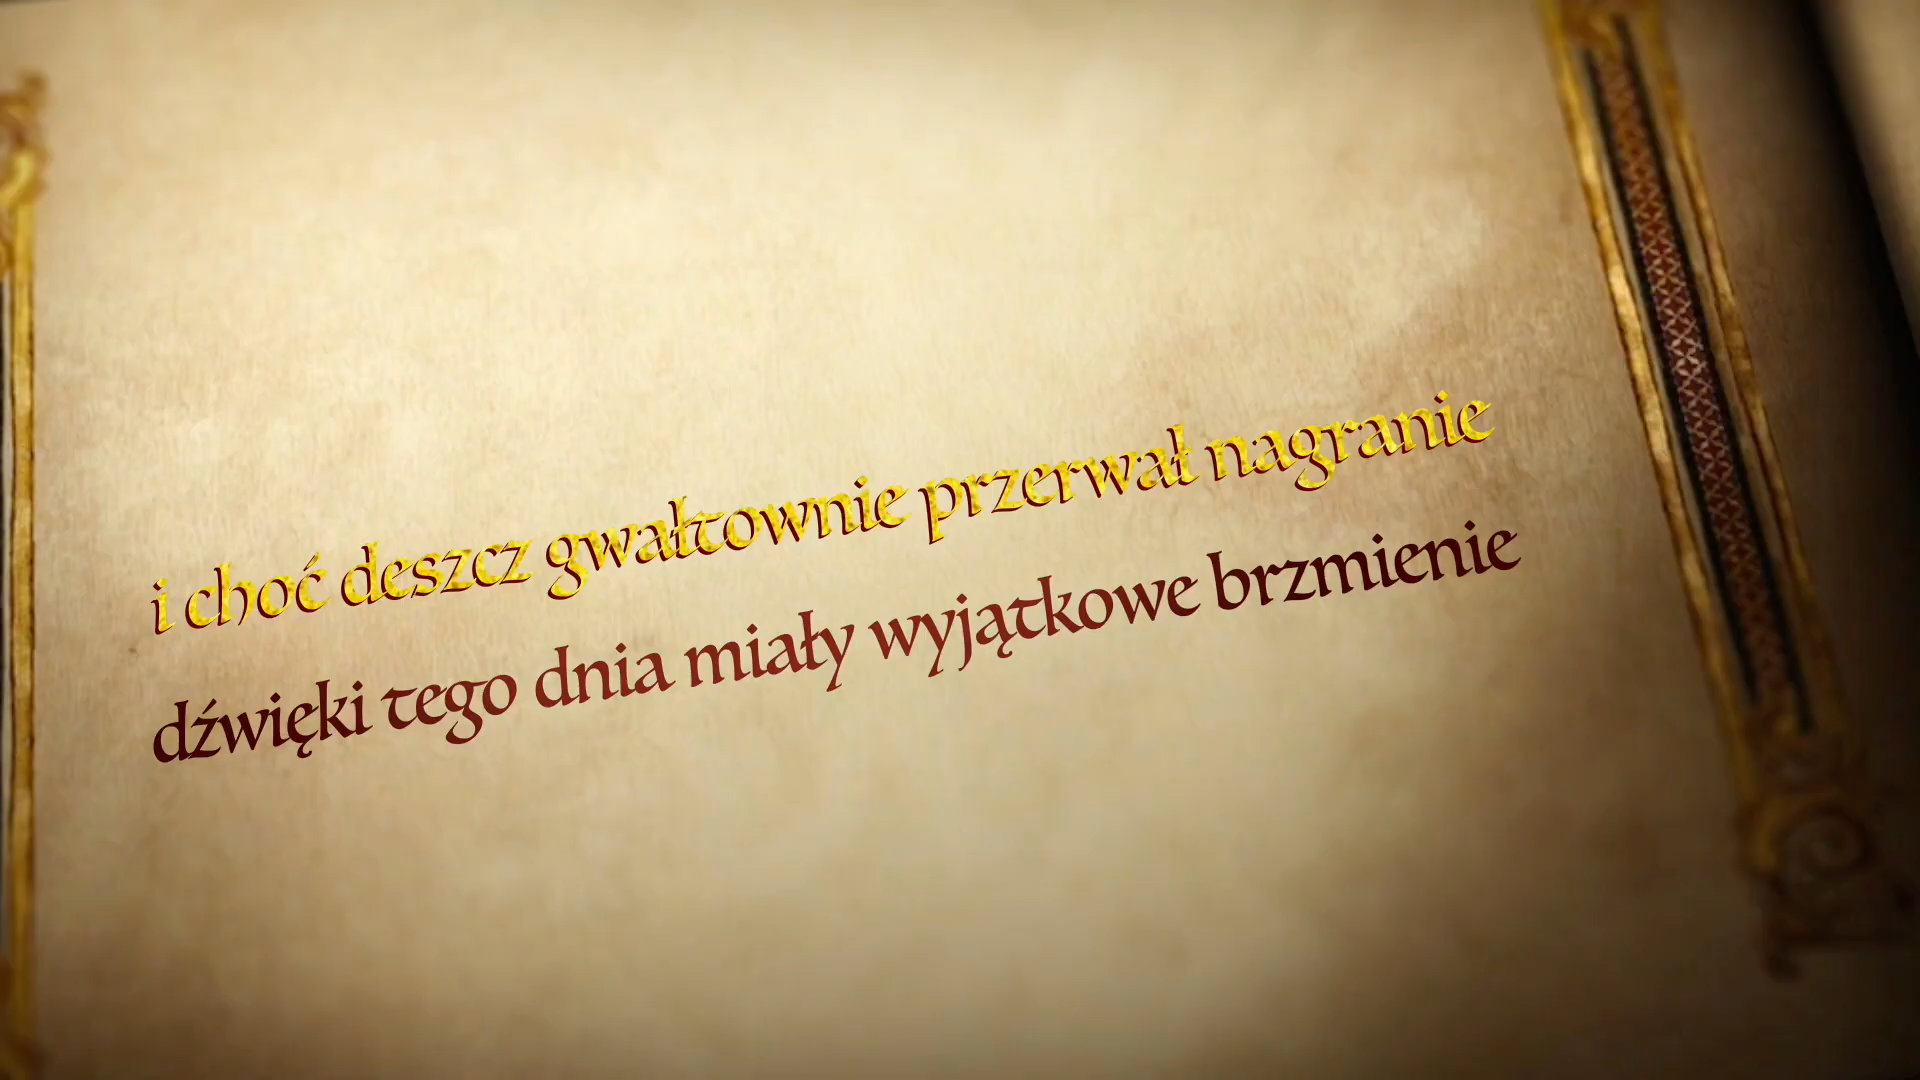 i choć deszcz gwałtownie przerwał nagranie
dźwięki tego dnia miały wyjątkowe brzmienie